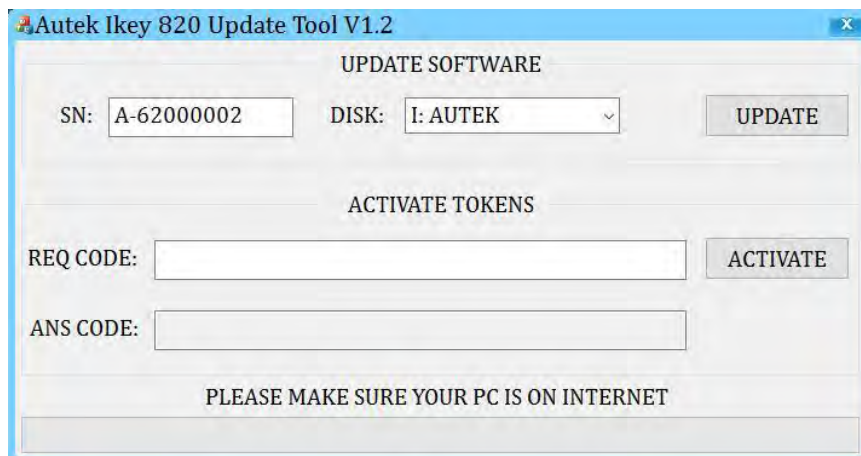 Autek Ikey 820 Update Tool V1.2
x
UPDATE SOFTWARE
SN: A-62000002 DISK: I: AUTEK UPDATE
ACTIVATE TOKENS
REQ CODE: ACTIVATE
ANS CODE:
PLEASE MAKE SURE YOUR PC IS ON INTERNET